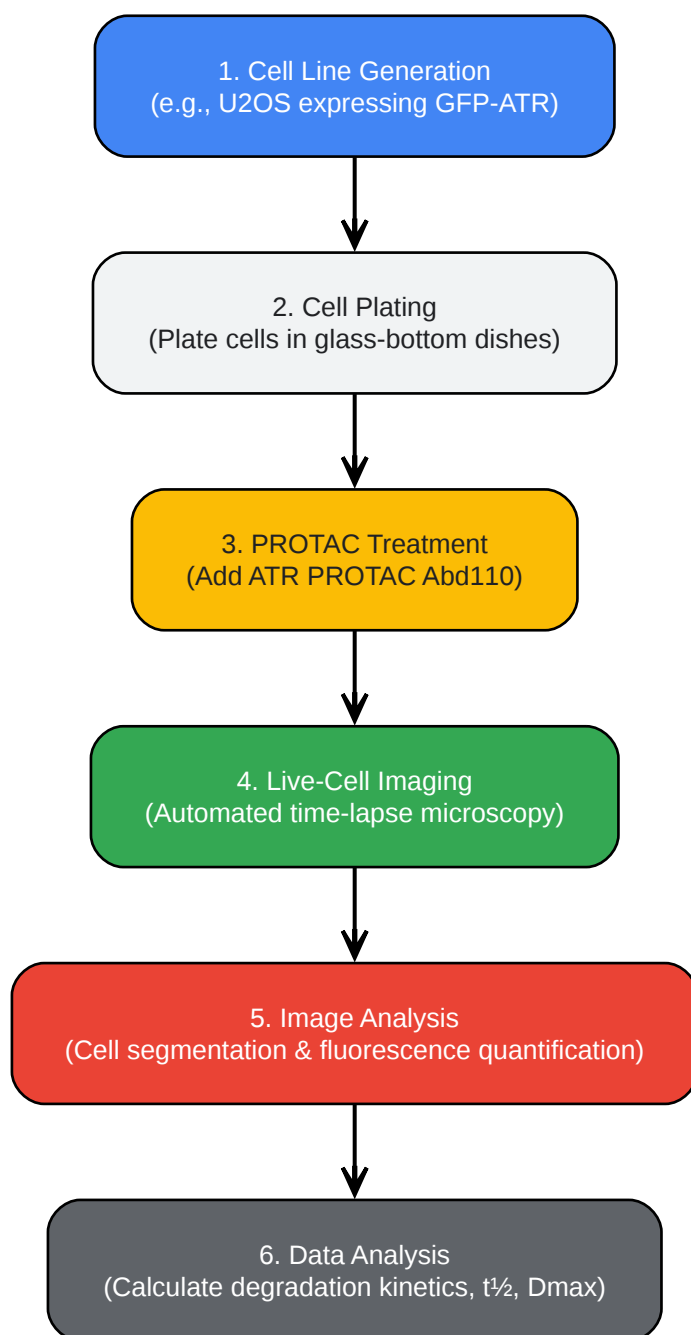 1. Cell Line Generation
(e.g., U2OS expressing GFP-ATR)
2. Cell Plating
(Plate cells in glass-bottom dishes)
3. PROTAC Treatment
(Add ATR PROTAC Abd110)
4. Live-Cell Imaging
(Automated time-lapse microscopy)
5. Image Analysis
(Cell segmentation & fluorescence quantification)
6. Data Analysis
(Calculate degradation kinetics, t½, Dmax)